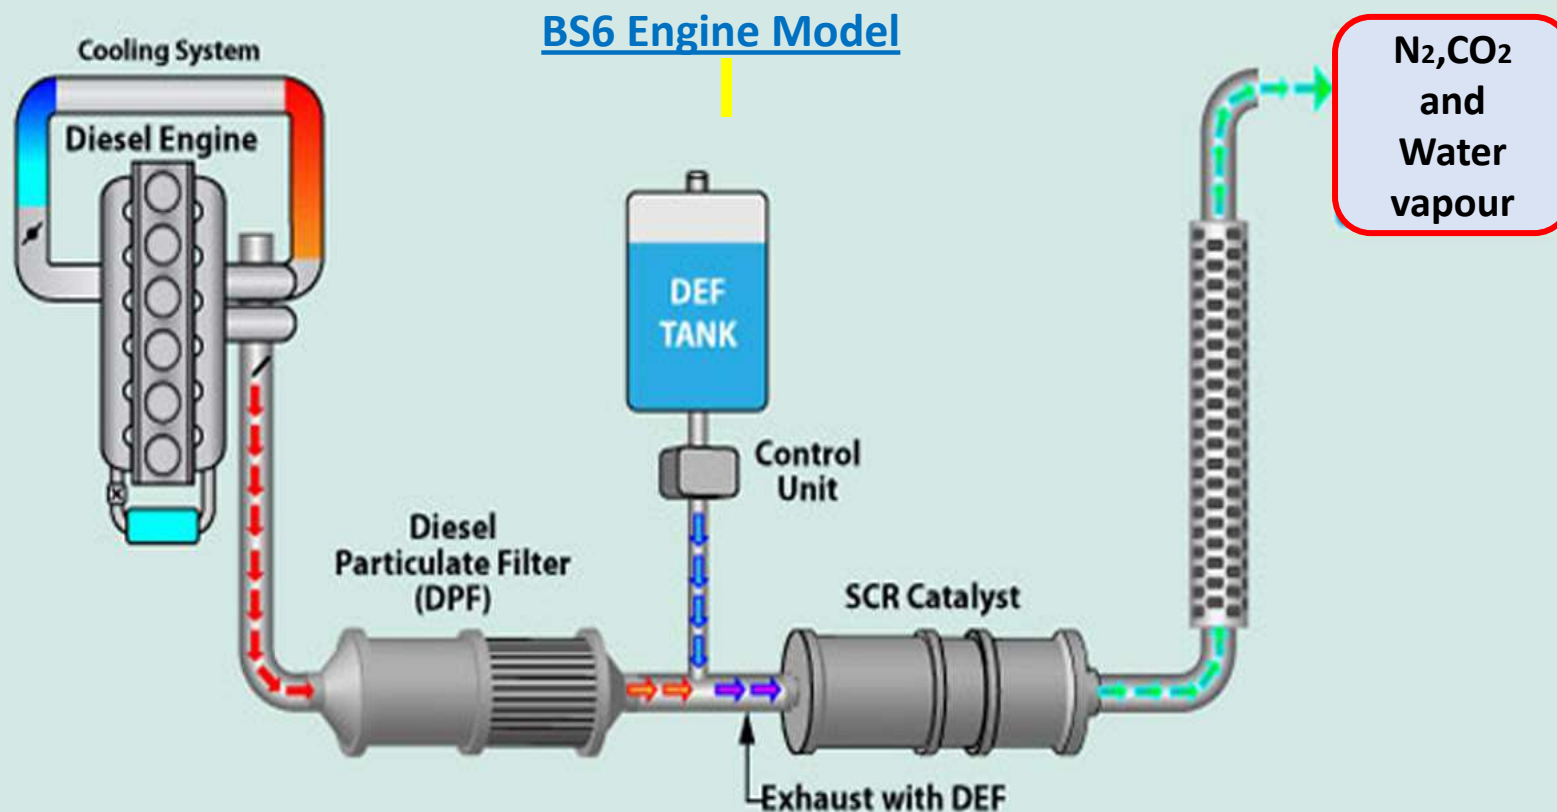 BS6 Engine Model
Cooling System
Diesel Engine
N2,CO2
and
Water
vapour
DEF
TANK
Control
Unit
Diesel
Particulate Filter
(DPF)
SCR Catalyst
Exhaust with DEF